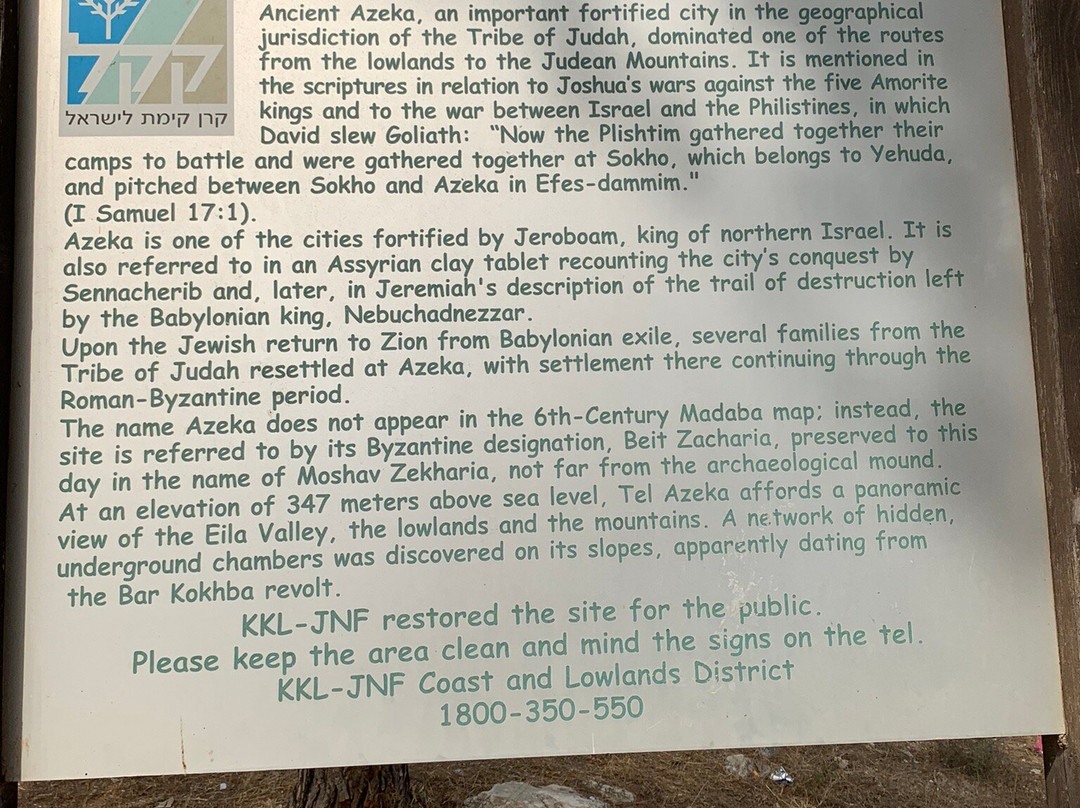 קרן קימת לישראל
Ancient Azeka, an important fortified city in the geographical
jurisdiction of the Tribe of Judah, dominated one of the routes
from the lowlands to the Judean Mountains. It is mentioned in
the scriptures in relation to Joshua's wars against the five Amorite
kings and to the war between Israel and the Philistines, in which
David slew Goliath: "Now the Plishtim gathered together their
camps to battle and were gathered together at Sokho, which belongs to Yehuda,
and pitched between Sokho and Azeka in Efes-dammim."
(I Samuel 17:1).
Azeka is one of the cities fortified by Jeroboam, king of northern Israel. It is
also referred to in an Assyrian clay tablet recounting the city's conquest by
Sennacherib and, later, in Jeremiah's description of the trail of destruction left
by the Babylonian king, Nebuchadnezzar.
Upon the Jewish return to Zion from Babylonian exile, several families from the
Tribe of Judah resettled at Azeka, with settlement there continuing through the
Roman-Byzantine period.
The name Azeka does not appear in the 6th-Century Madaba map; instead, the
site is referred to by its Byzantine designation, Beit Zacharia, preserved to this
day in the name of Moshav Zekharia, not far from the archaeological mound.
At an elevation of 347 meters above sea level, Tel Azeka affords a panoramic
view of the Eila Valley, the lowlands and the mountains. A network of hidden,
underground chambers was discovered on its slopes, apparently dating from
the Bar Kokhba revolt.
KKL-JNF restored the site for the public.
Please keep the area clean and mind the signs on the tel.
KKL-JNF Coast and Lowlands District
1800-350-550